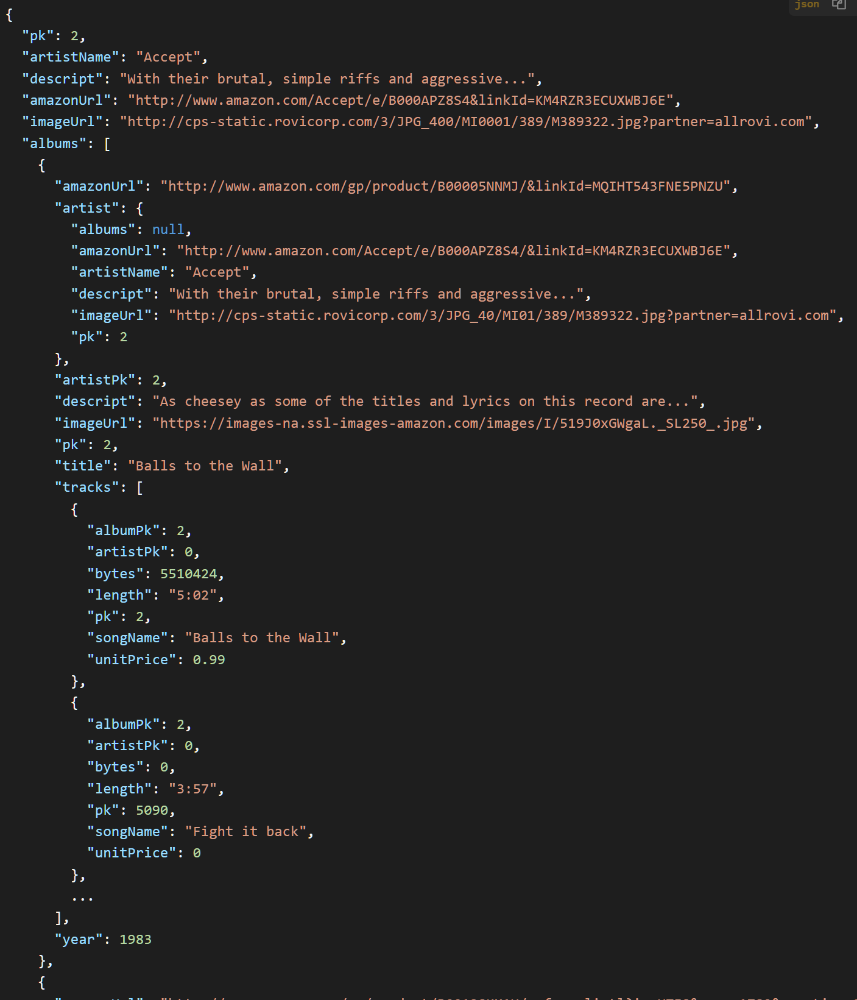 json
{
  "pk": 2,
  "artistName": "Accept",
  "descript": "With their brutal, simple riffs and aggressive...",
  "amazonUrl": "http://www.amazon.com/Accept/e/B000APZ8S4&linkId=KM4RZR3ECUXWBJ6E",
  "imageUrl": "http://cps-static.rovicorp.com/3/JPG_400/MI0001/389/M389322.jpg?partner=allrovi.com",
  "albums": [
    {
      "amazonUrl": "http://www.amazon.com/gp/product/B00005NNMJ/&linkId=MQIHT543FNE5PNZU",
      "artist": {
        "albums": null,
        "amazonUrl": "http://www.amazon.com/Accept/e/B000APZ8S4/&linkId=KM4RZR3ECUXWBJ6E",
        "artistName": "Accept",
        "descript": "With their brutal, simple riffs and aggressive...",
        "imageUrl": "http://cps-static.rovicorp.com/3/JPG_40/MI01/389/M389322.jpg?partner=allrovi.com",
        "pk": 2
      },
      "artistPk": 2,
      "descript": "As cheesey as some of the titles and lyrics on this record are...",
      "imageUrl": "https://images-na.ssl-images-amazon.com/images/I/519J0xGWgaL._SL250_.jpg",
      "pk": 2,
      "title": "Balls to the Wall",
      "tracks": [
        {
          "albumPk": 2,
          "artistPk": 0,
          "bytes": 5510424,
          "length": "5:02",
          "pk": 2,
          "songName": "Balls to the Wall",
          "unitPrice": 0.99
        },
        {
          "albumPk": 2,
          "artistPk": 0,
          "bytes": 0,
          "length": "3:57",
          "pk": 5090,
          "songName": "Fight it back",
          "unitPrice": 0
        },
        ...
      ],
      "year": 1983
    },
    {